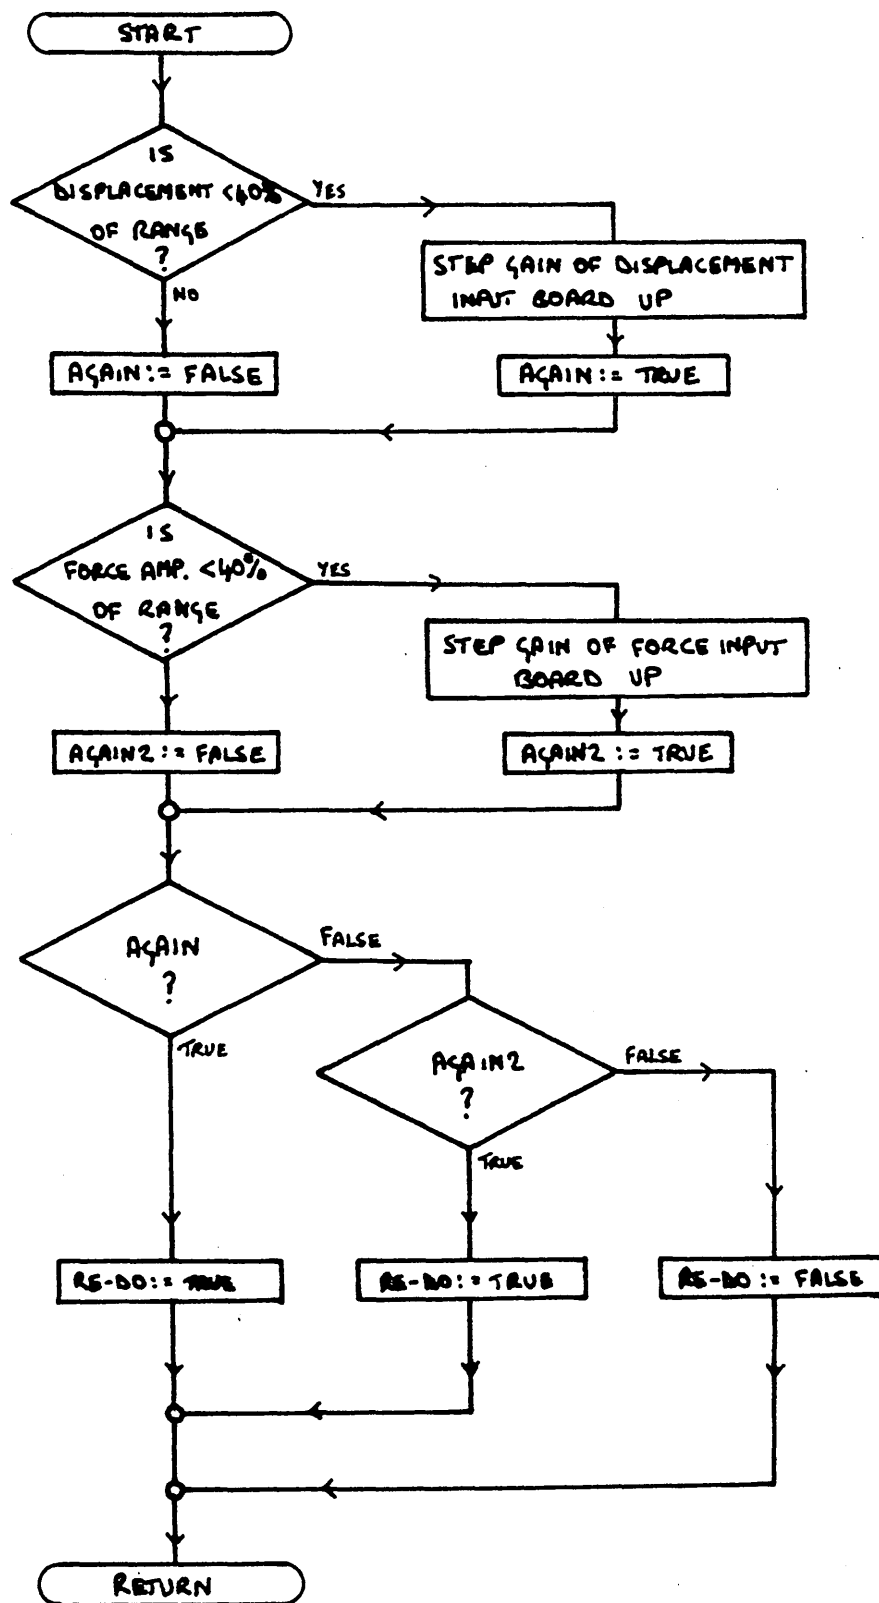 START
IS
DISPLACEMENT <40%
OF RANGE
?
YES
NO
STEP GAIN OF DISPLACEMENT
INPUT BOARD UP
AGAIN:= FALSE
AGAIN:= TRUE
IS
FORCE AMP. <40%
OF RANGE
?
YES
STEP GAIN OF FORCE INPUT
BOARD UP
AGAIN2:= FALSE
AGAIN2:= TRUE
AGAIN
?
FALSE
TRUE
AGAIN2
?
FALSE
TRUE
RE-DO:= TRUE
RE-DO:= TRUE
RE-DO:= FALSE
RETURN